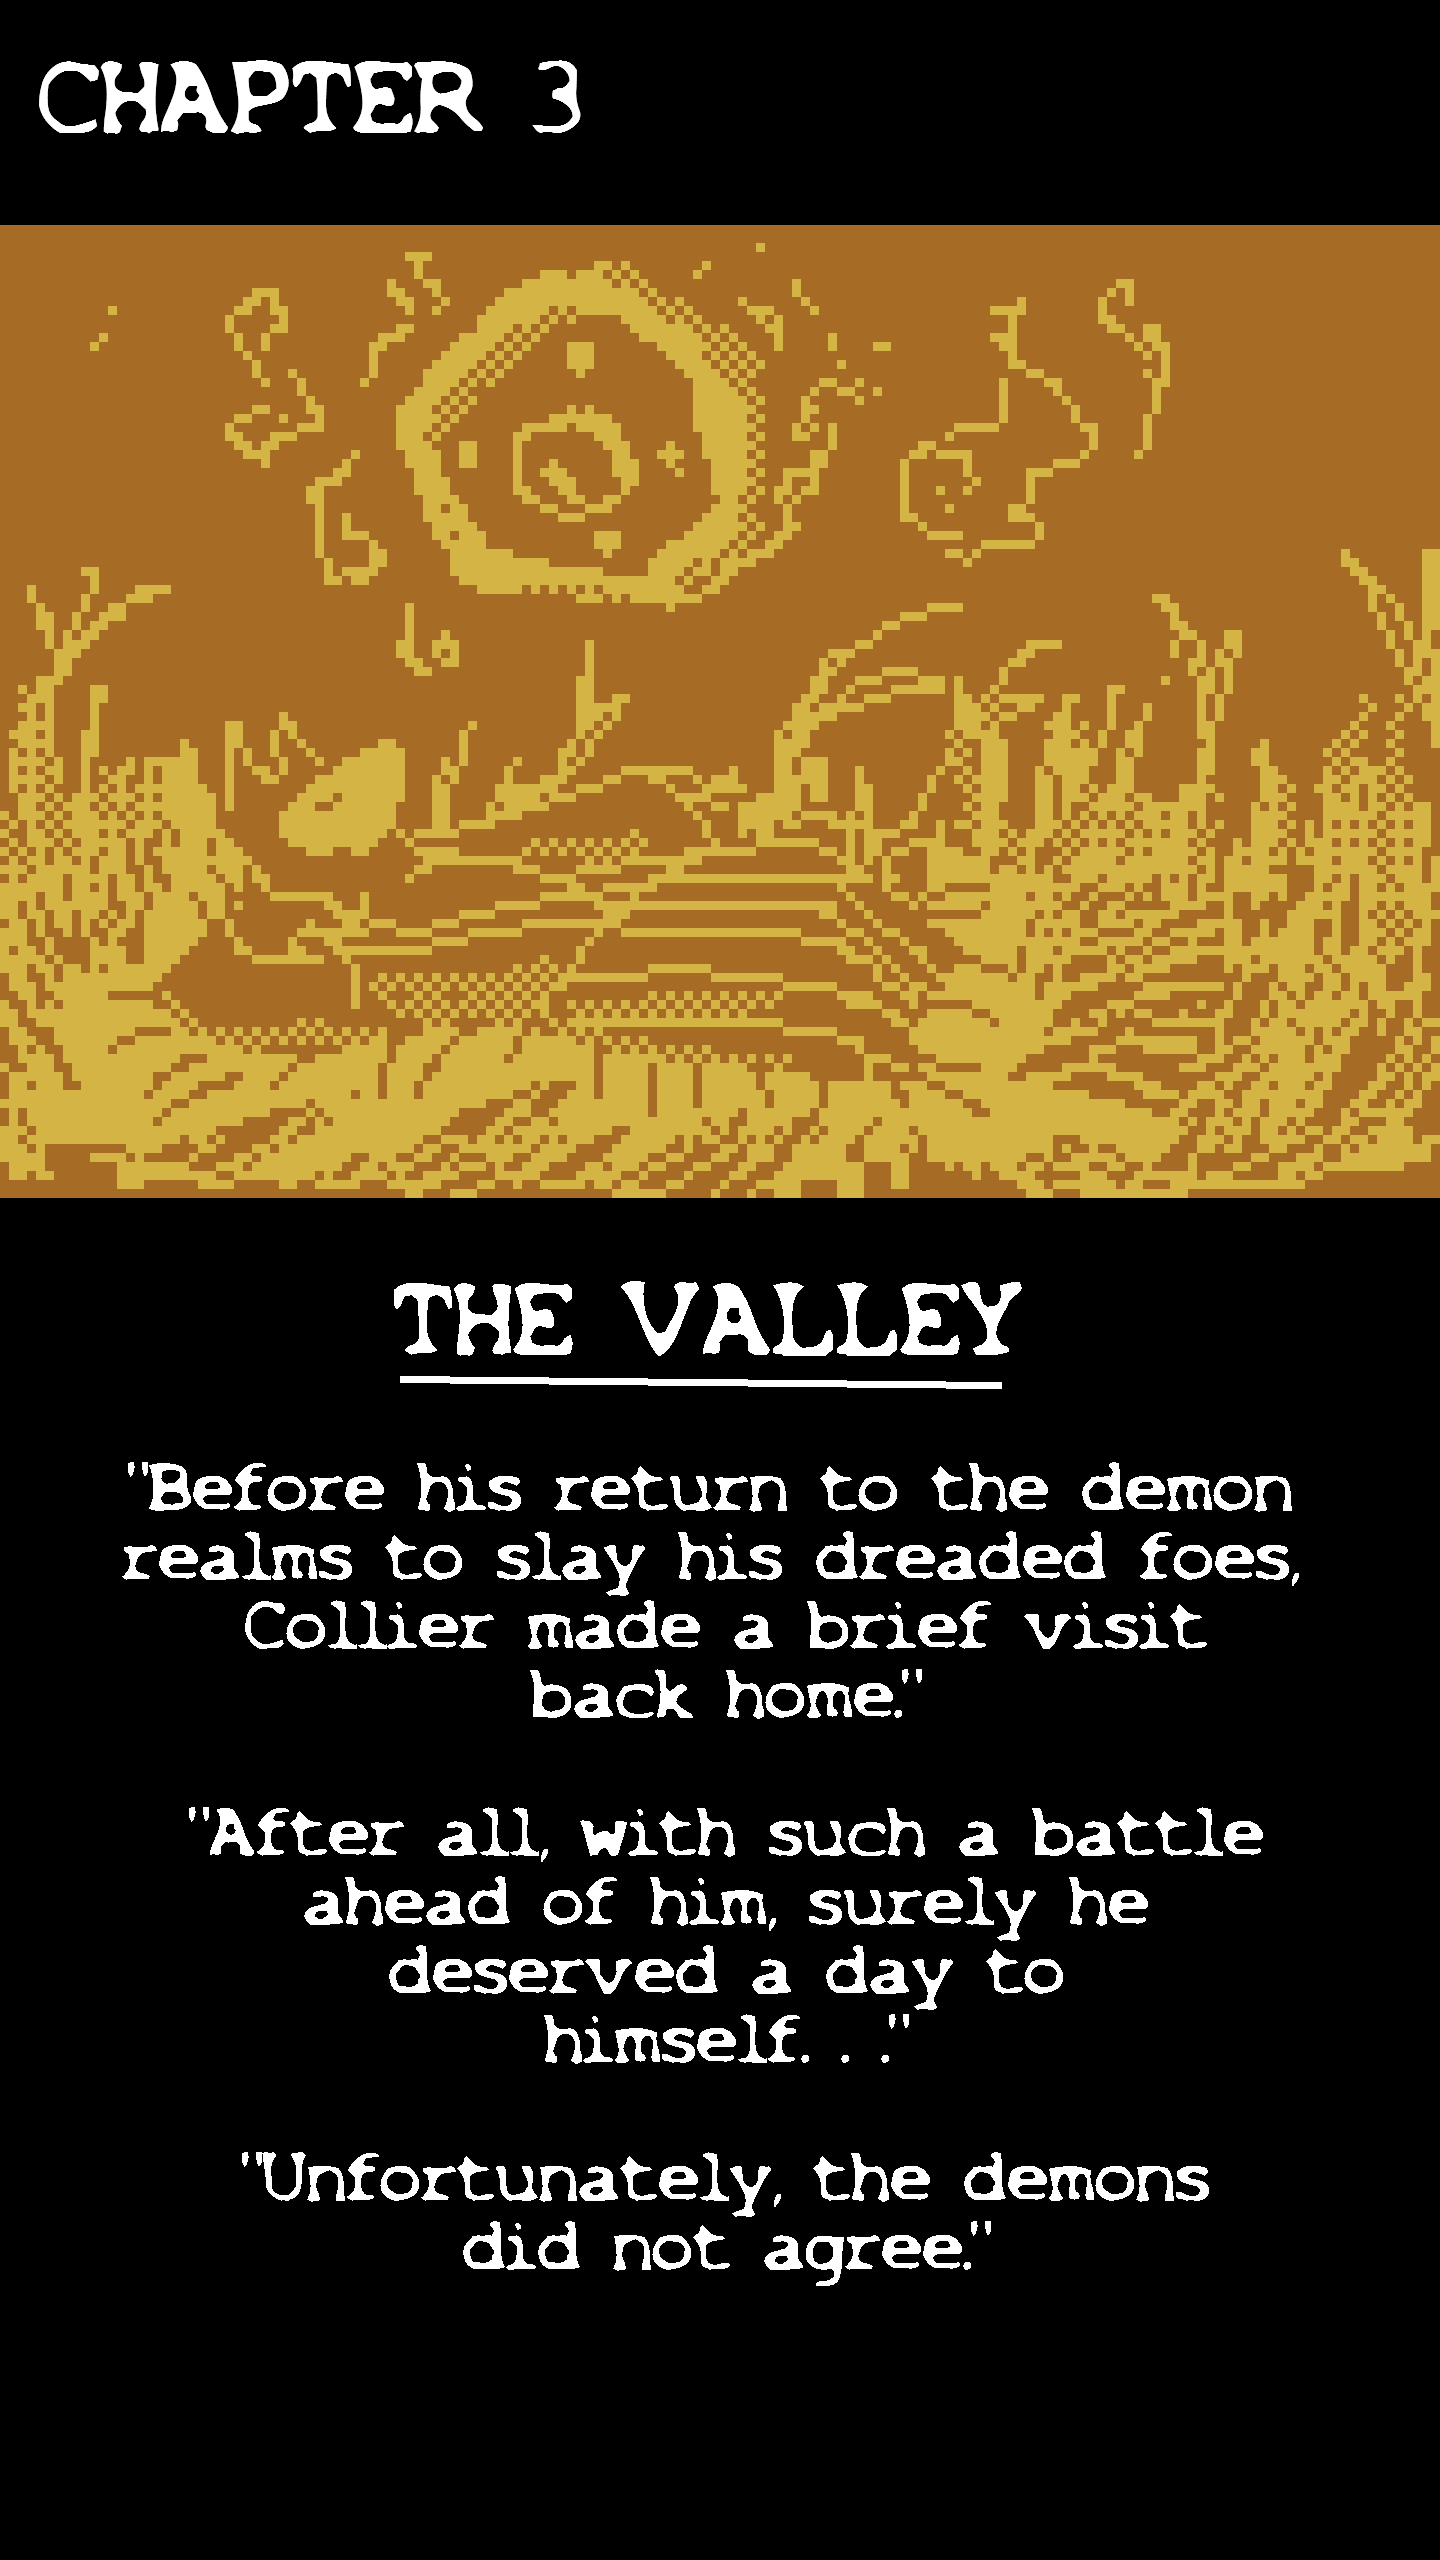 CHAPTER 3
THE VALLEY
"Before his return to the demon
realms to slay his dreaded foes,
Collier made a brief visit
back home."
"After all, with such a battle
ahead of him, surely he
deserved a day to
himself. . ."
"Unfortunately, the demons
did not agree."